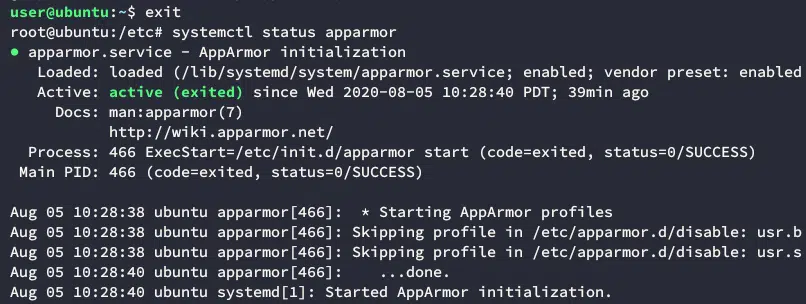 user@ubuntu:~$ exit
root@ubuntu:/etc# systemctl status apparmor
● apparmor.service - AppArmor initialization
   Loaded: loaded (/lib/systemd/system/apparmor.service; enabled; vendor preset: enabled
   Active: active (exited) since Wed 2020-08-05 10:28:40 PDT; 39min ago
     Docs: man:apparmor(7)
           http://wiki.apparmor.net/
  Process: 466 ExecStart=/etc/init.d/apparmor start (code=exited, status=0/SUCCESS)
 Main PID: 466 (code=exited, status=0/SUCCESS)

Aug 05 10:28:38 ubuntu apparmor[466]:  * Starting AppArmor profiles
Aug 05 10:28:38 ubuntu apparmor[466]: Skipping profile in /etc/apparmor.d/disable: usr.b
Aug 05 10:28:38 ubuntu apparmor[466]: Skipping profile in /etc/apparmor.d/disable: usr.s
Aug 05 10:28:40 ubuntu apparmor[466]:    ...done.
Aug 05 10:28:40 ubuntu systemd[1]: Started AppArmor initialization.